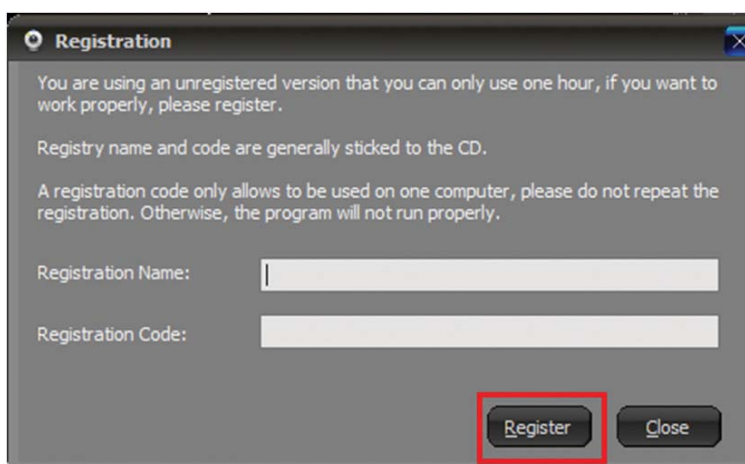 Registration
You are using an unregistered version that you can only use one hour, if you want to
work properly, please register.
Registry name and code are generally sticked to the CD.
A registration code only allows to be used on one computer, please do not repeat the
registration. Otherwise, the program will not run properly.
Registration Name:
Registration Code:
Register Close